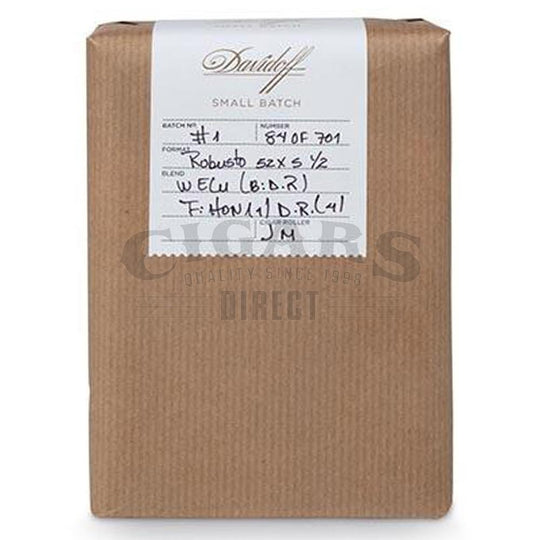 Davidoff
SMALL BATCH
BATCH NO. NUMBER
#1 84 OF 701
FORMAT
Robusto 52 x 5 1/2
BLEND
W ECU (B:D.R)
F: HON(1) D.R.(4)
CIGAR ROLLER
JM
CIGARS
QUALITY SINCE 1998
DIRECT